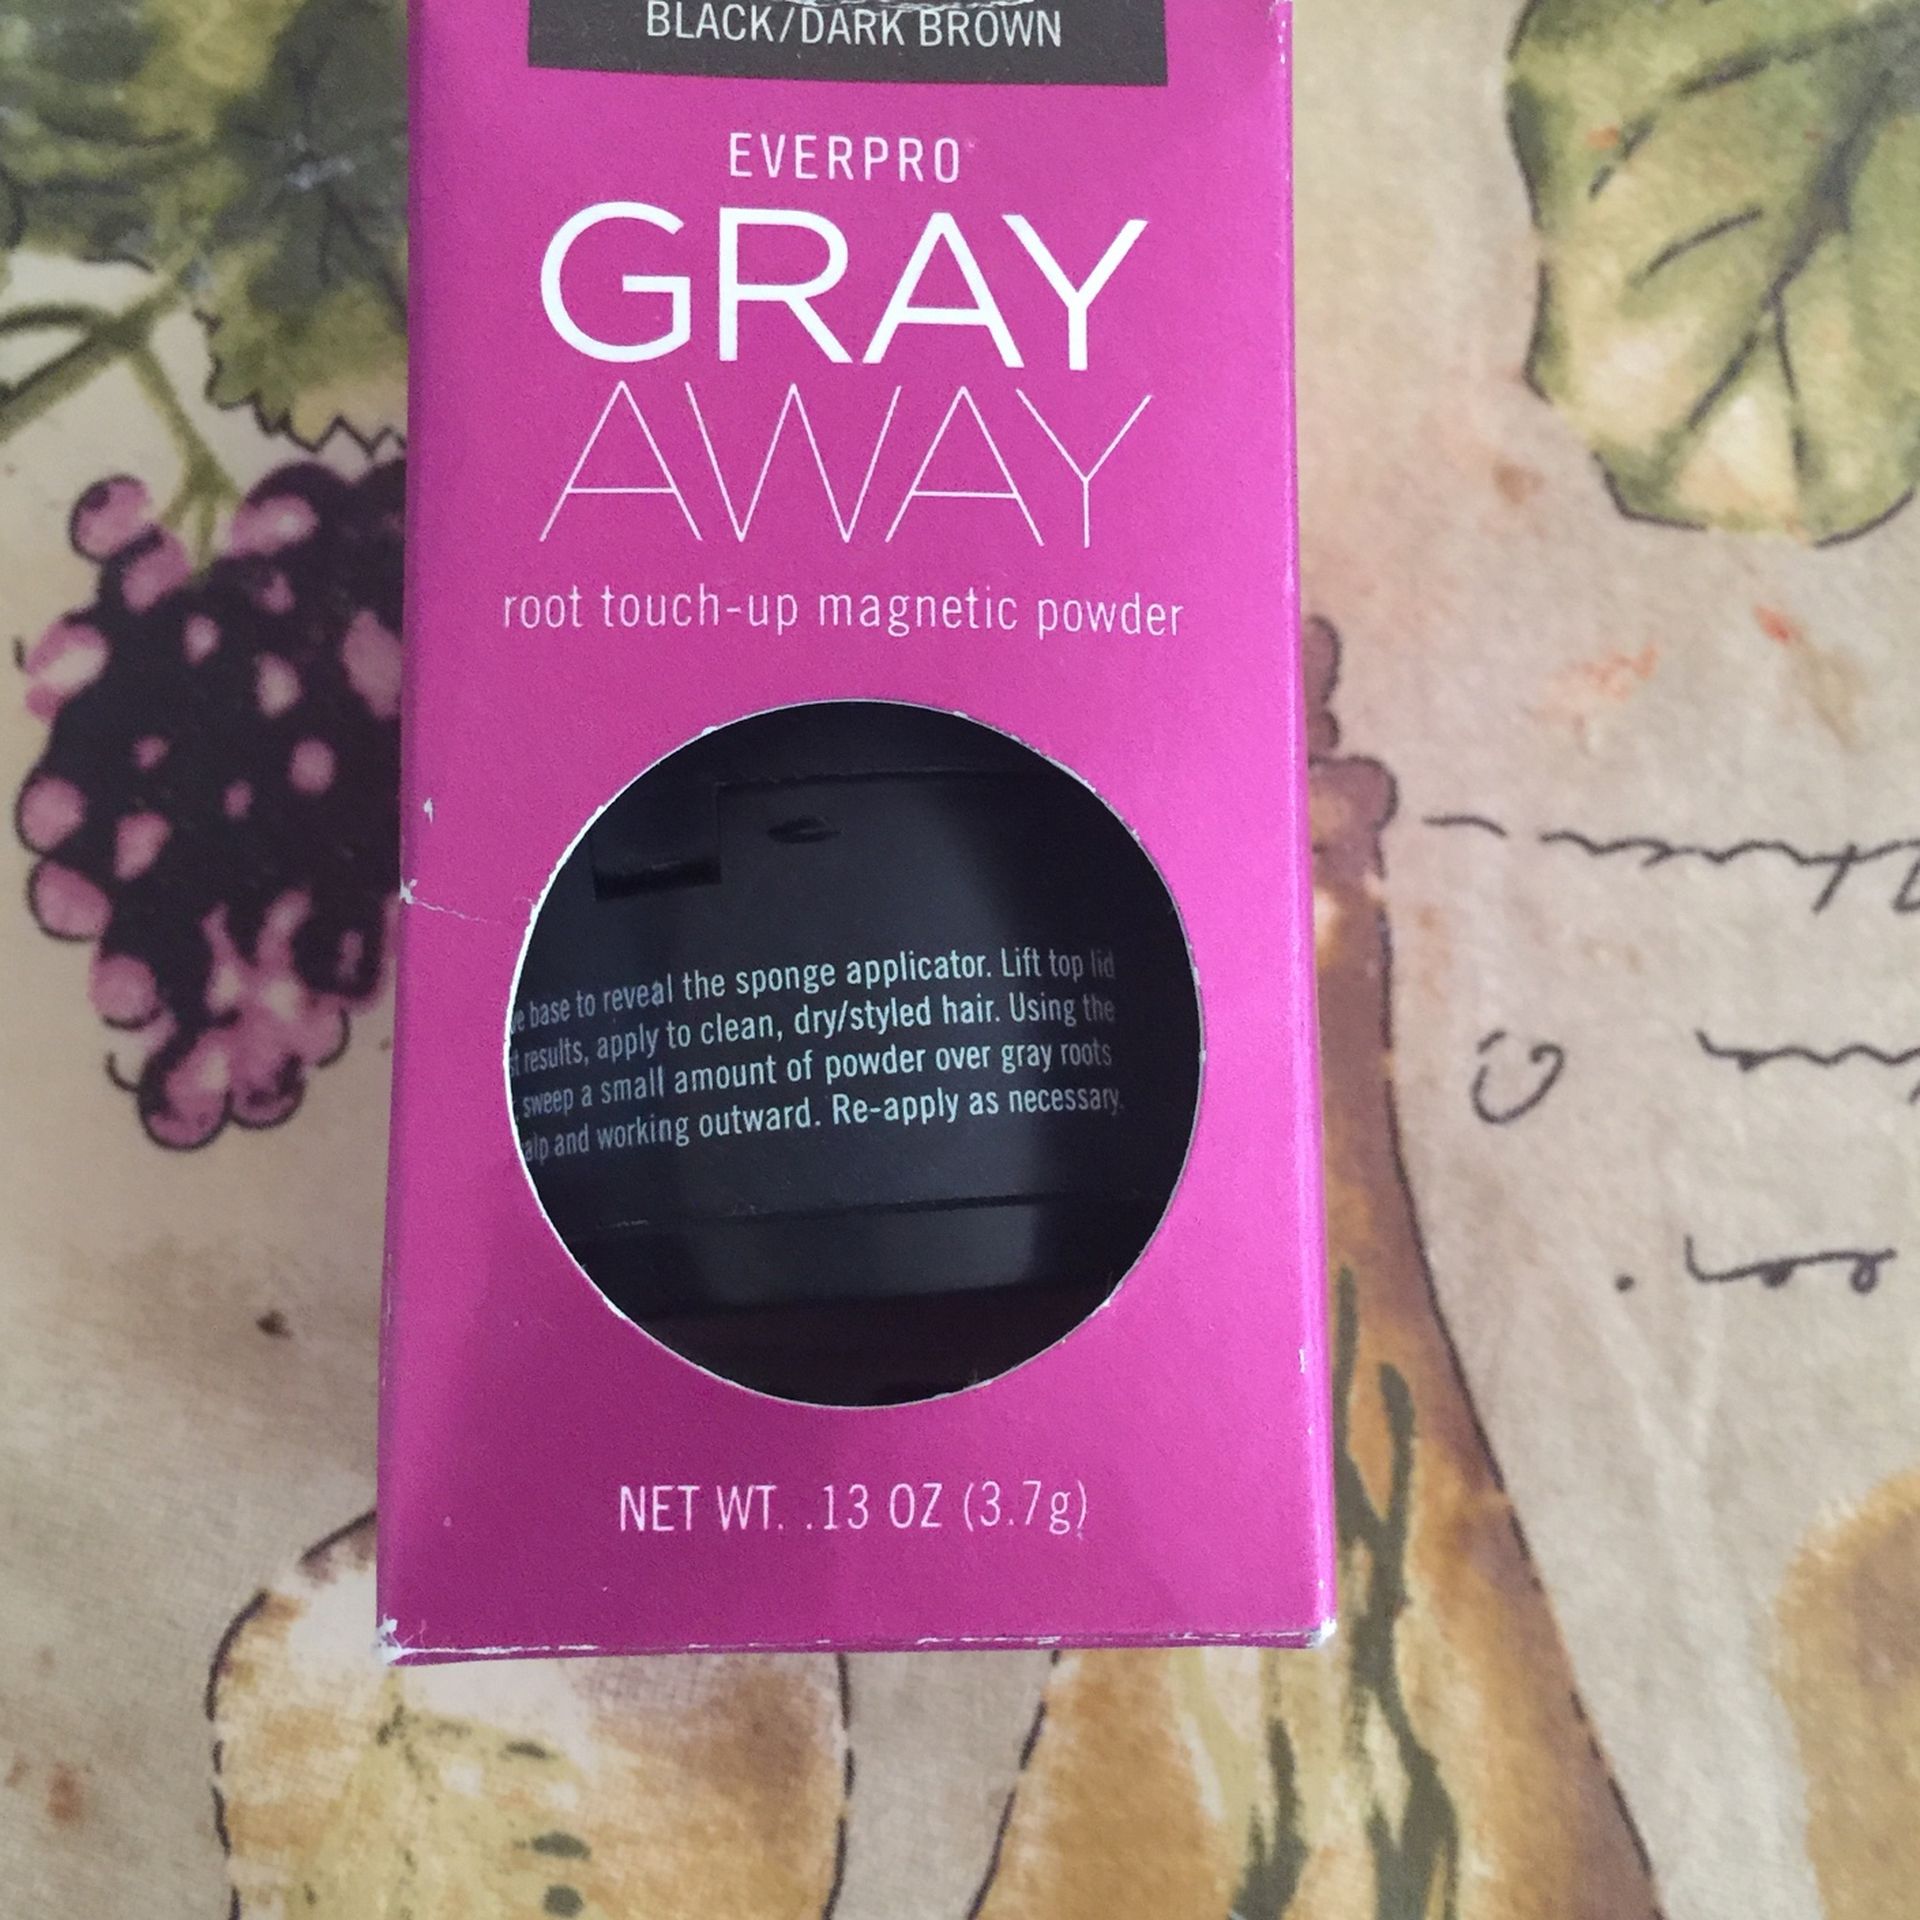 BLACK/DARK BROWN
EVERPRO
GRAY
AWAY
root touch-up magnetic powder
base to reveal the sponge applicator. Lift top lid
results, apply to clean, dry/styled hair. Using the
sweep a small amount of powder over gray roots
and working outward. Re-apply as necessary.
NET WT. .13 OZ (3.7g)